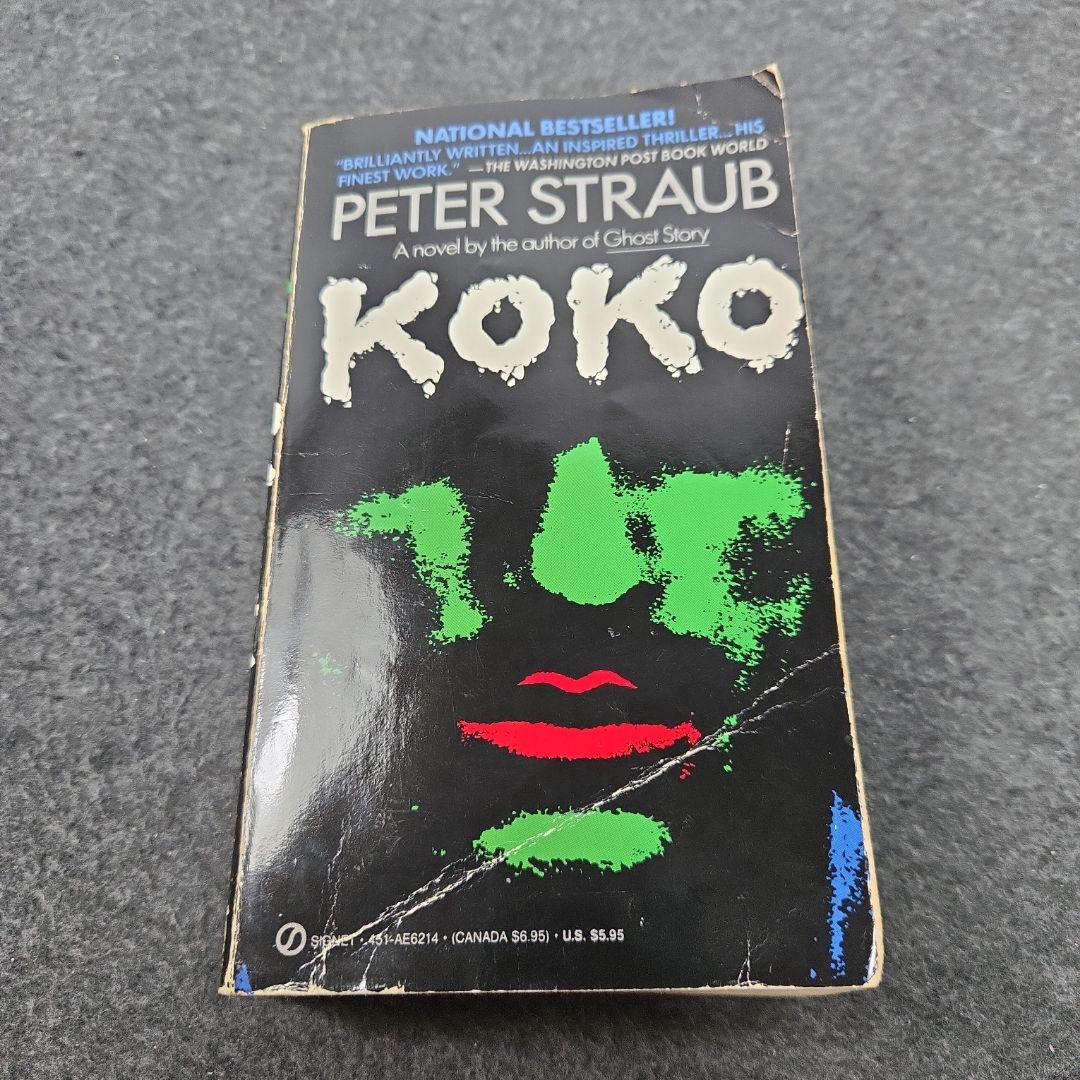 NATIONAL BESTSELLER!
"BRILLIANTLY WRITTEN...AN INSPIRED THRILLER...HIS
FINEST WORK." —THE WASHINGTON POST BOOK WORLD
PETER STRAUB
A novel by the author of Ghost Story
KOKO
SIGNET • 451-AE6214 • (CANADA $6.95) • U.S. $5.95